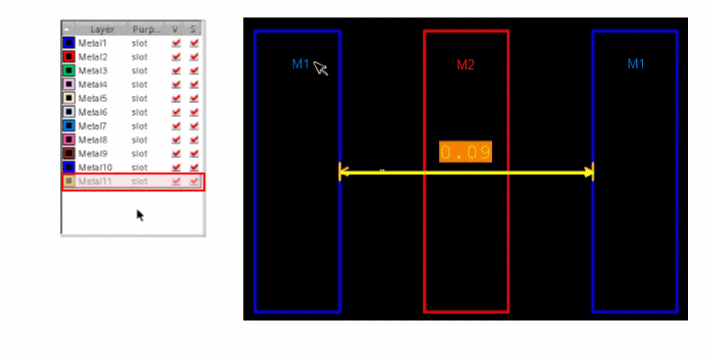 Layer Purp... V S
Metal1 slot
Metal2 slot
Metal3 slot
Metal4 slot
Metal5 slot
Metal6 slot
Metal7 slot
Metal8 slot
Metal9 slot
Metal10 slot
Metal11 slot
M1 M2 M1
0.09